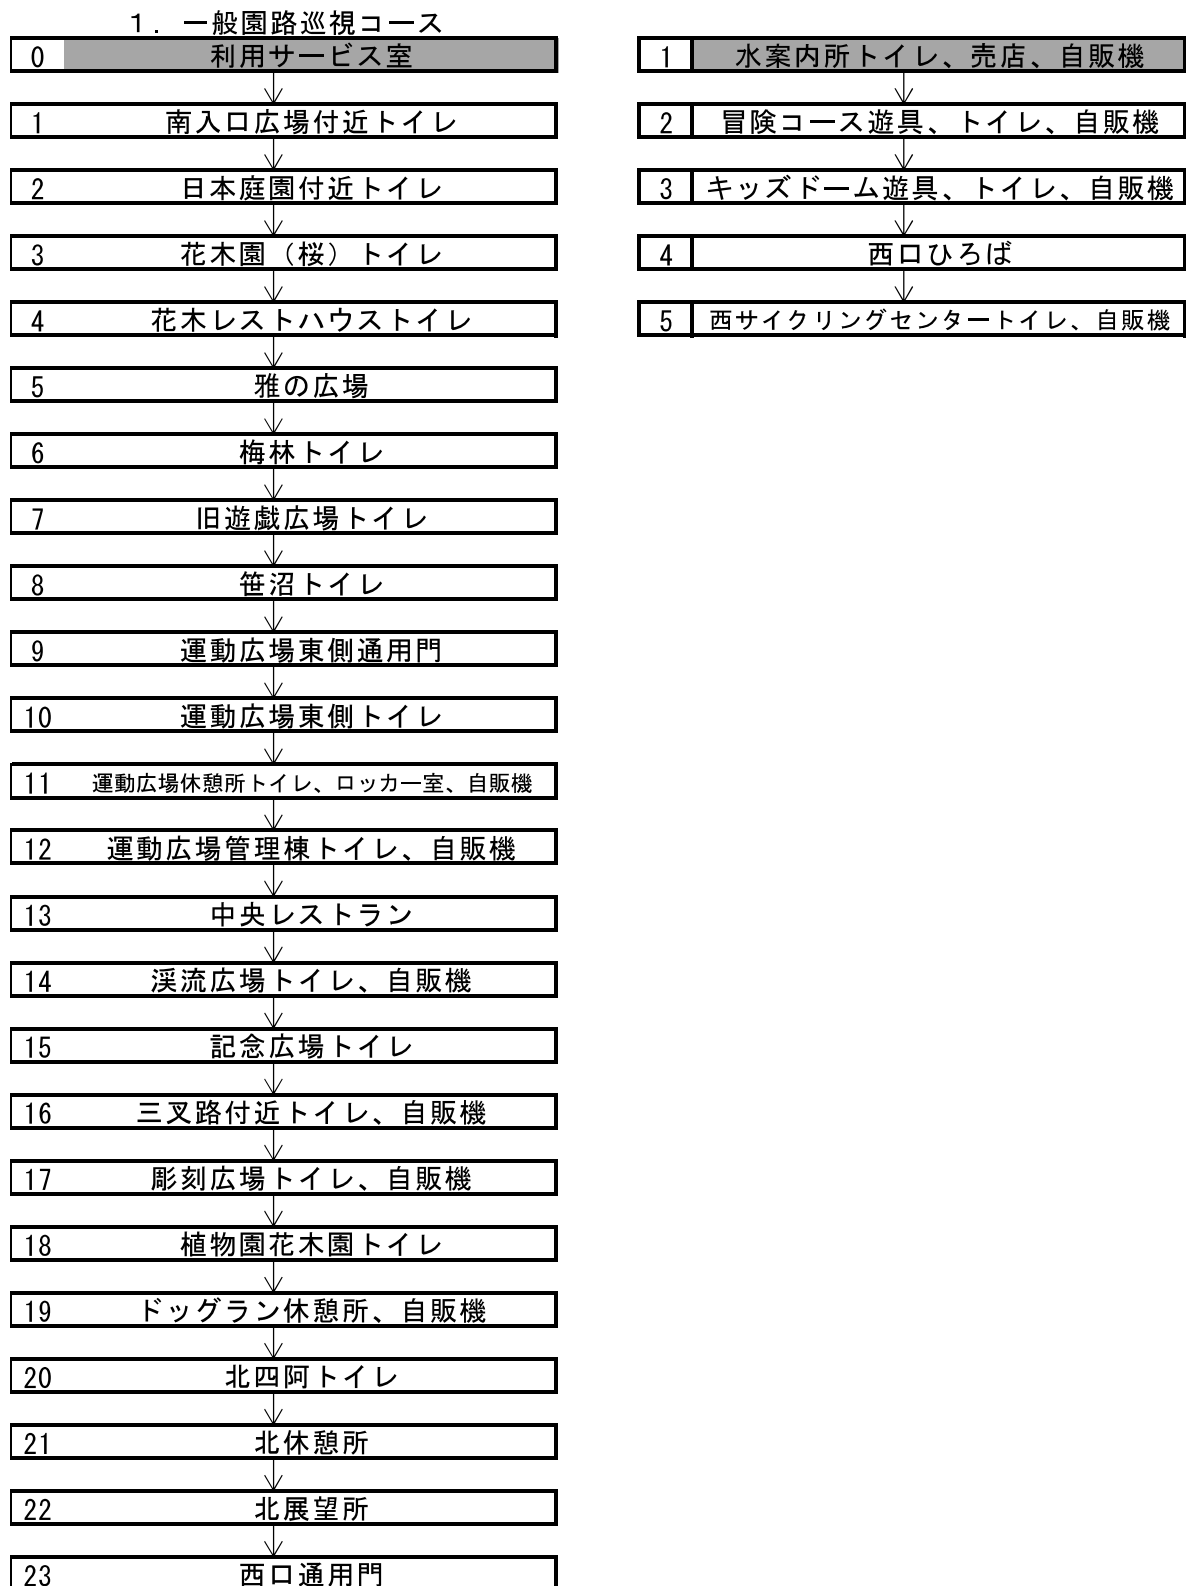 １．一般園路巡視コース
0 利用サービス室
1 南入口広場付近トイレ
2 日本庭園付近トイレ
3 花木園（桜）トイレ
4 花木レストハウストイレ
5 雅の広場
6 梅林トイレ
7 旧遊戯広場トイレ
8 笹沼トイレ
9 運動広場東側通用門
10 運動広場東側トイレ
11 運動広場休憩所トイレ、ロッカー室、自販機
12 運動広場管理棟トイレ、自販機
13 中央レストラン
14 渓流広場トイレ、自販機
15 記念広場トイレ
16 三叉路付近トイレ、自販機
17 彫刻広場トイレ、自販機
18 植物園花木園トイレ
19 ドッグラン休憩所、自販機
20 北四阿トイレ
21 北休憩所
22 北展望所
23 西口通用門
1 水案内所トイレ、売店、自販機
2 冒険コース遊具、トイレ、自販機
3 キッズドーム遊具、トイレ、自販機
4 西口ひろば
5 西サイクリングセンタートイレ、自販機